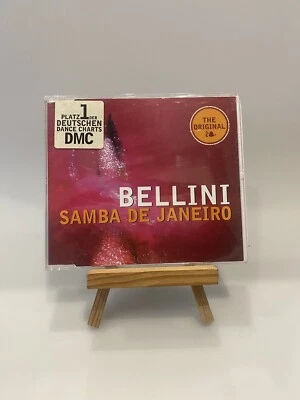 PLATZ 1 DER
DEUTSCHEN
DANCE CHARTS
DMC
THE
ORIGINAL
BELLINI
SAMBA DE JANEIRO